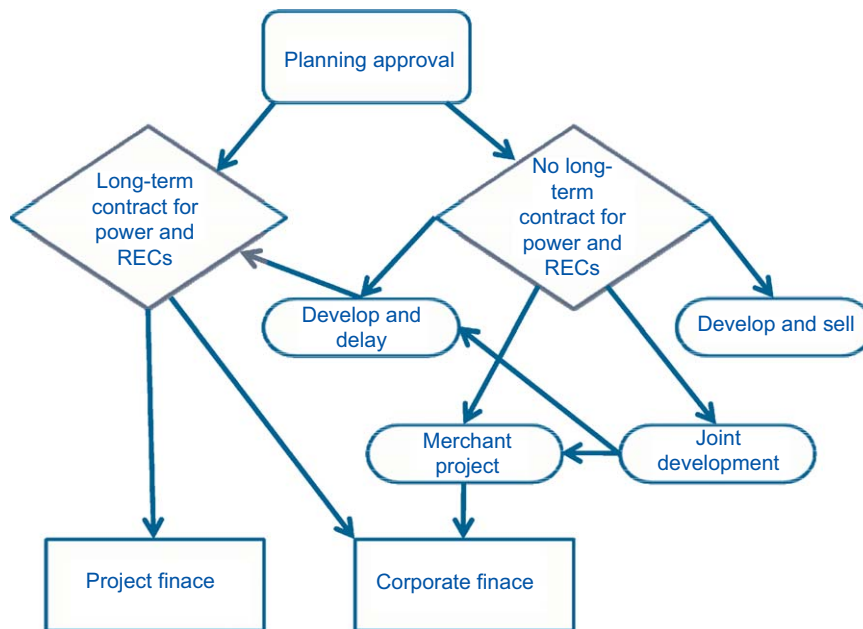 Planning approval
Long-term
contract for
power and
RECs
No long-
term
contract for
power and
RECs
Develop and
delay
Develop and sell
Merchant
project
Joint
development
Project finace
Corporate finace